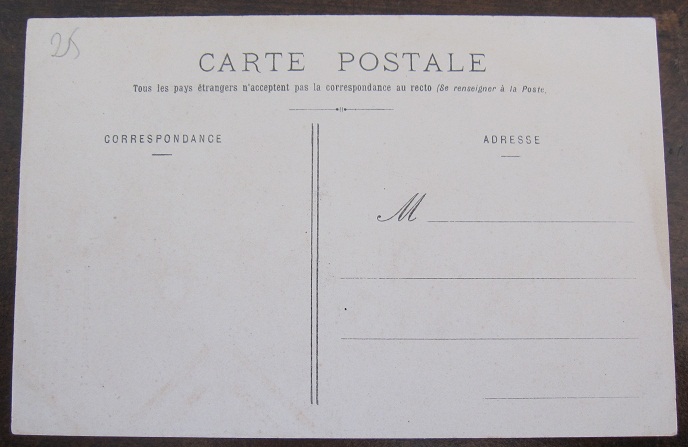 25
CARTE POSTALE
Tous les pays étrangers n'acceptent pas la correspondance au recto (Se renseigner à la Poste)
CORRESPONDANCE
ADRESSE
M